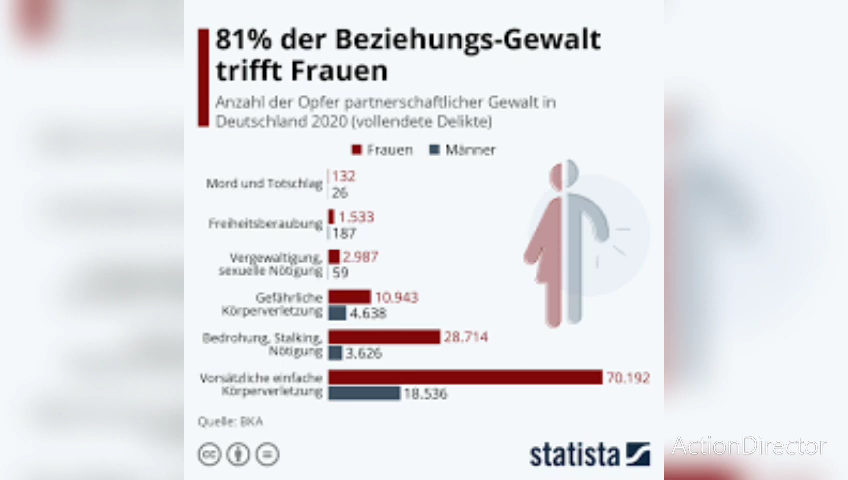 81% der Beziehungs-Gewalt
trifft Frauen
Anzahl der Opfer partnerschaftlicher Gewalt in
Deutschland 2020 (vollendete Delikte)
Frauen Männer
Mord und Totschlag 132
26
Freiheitsberaubung 1.533
187
Vergewaltigung, 2.987
sexuelle Nötigung 59
Gefährliche 10.943
Körperverletzung 4.638
Bedrohung, Stalking, 28.714
Nötigung 3.626
Vorsätzliche einfache 70.192
Körperverletzung 18.536
Quelle: BKA
cc
statista
ActionDirector